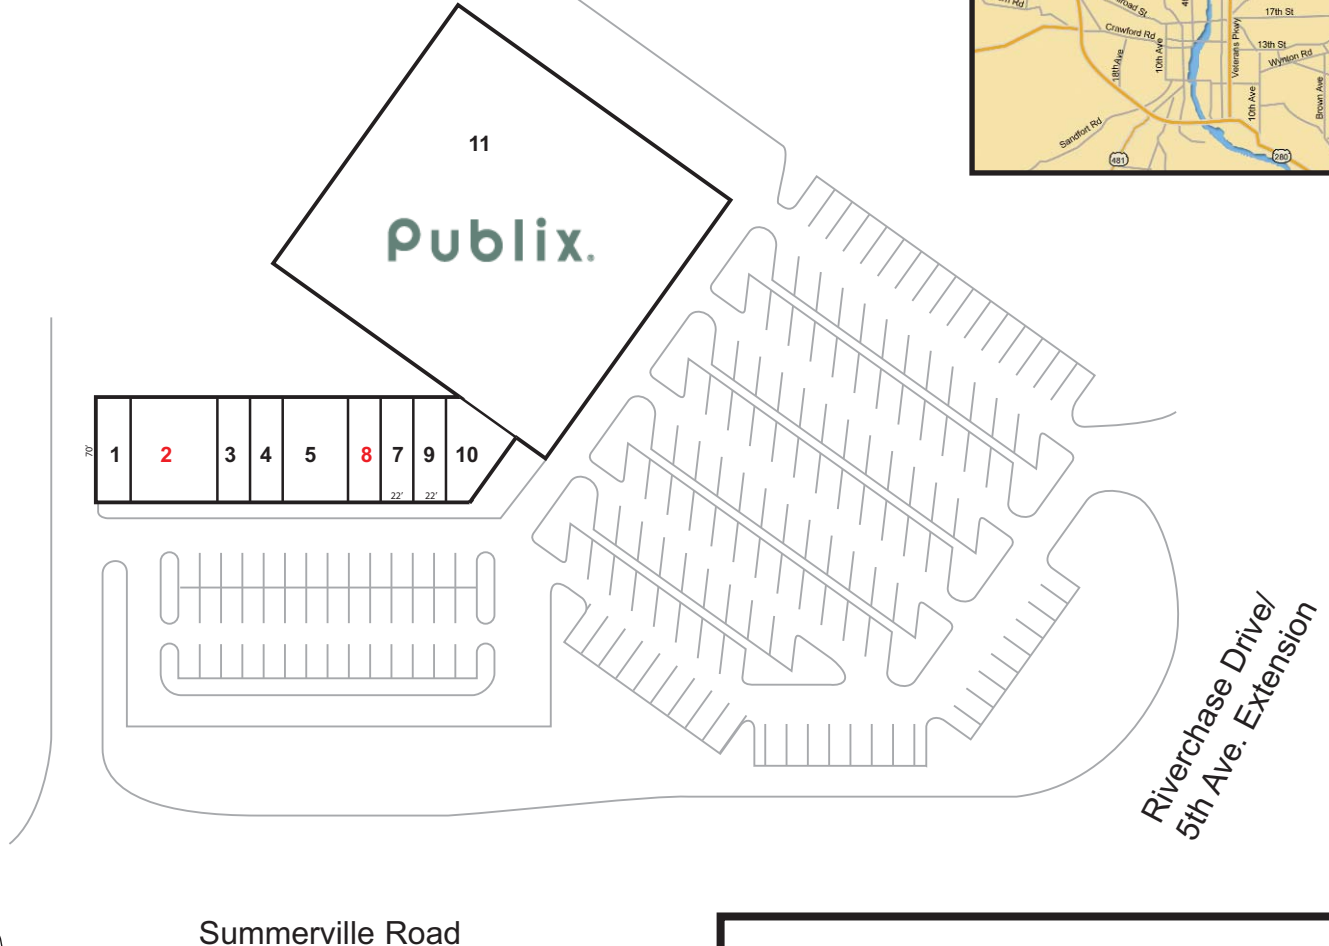 17th St
Crawford Rd
13th St
Wynton Rd
18th Ave
10th Ave
Veterans Pkwy
10th Ave
Brown Ave
Sandfort Rd
481
280
11
Publix.
70'
1
2
3
4
5
8
7
9
10
22'
22'
Riverchase Drive/
5th Ave. Extension
Summerville Road